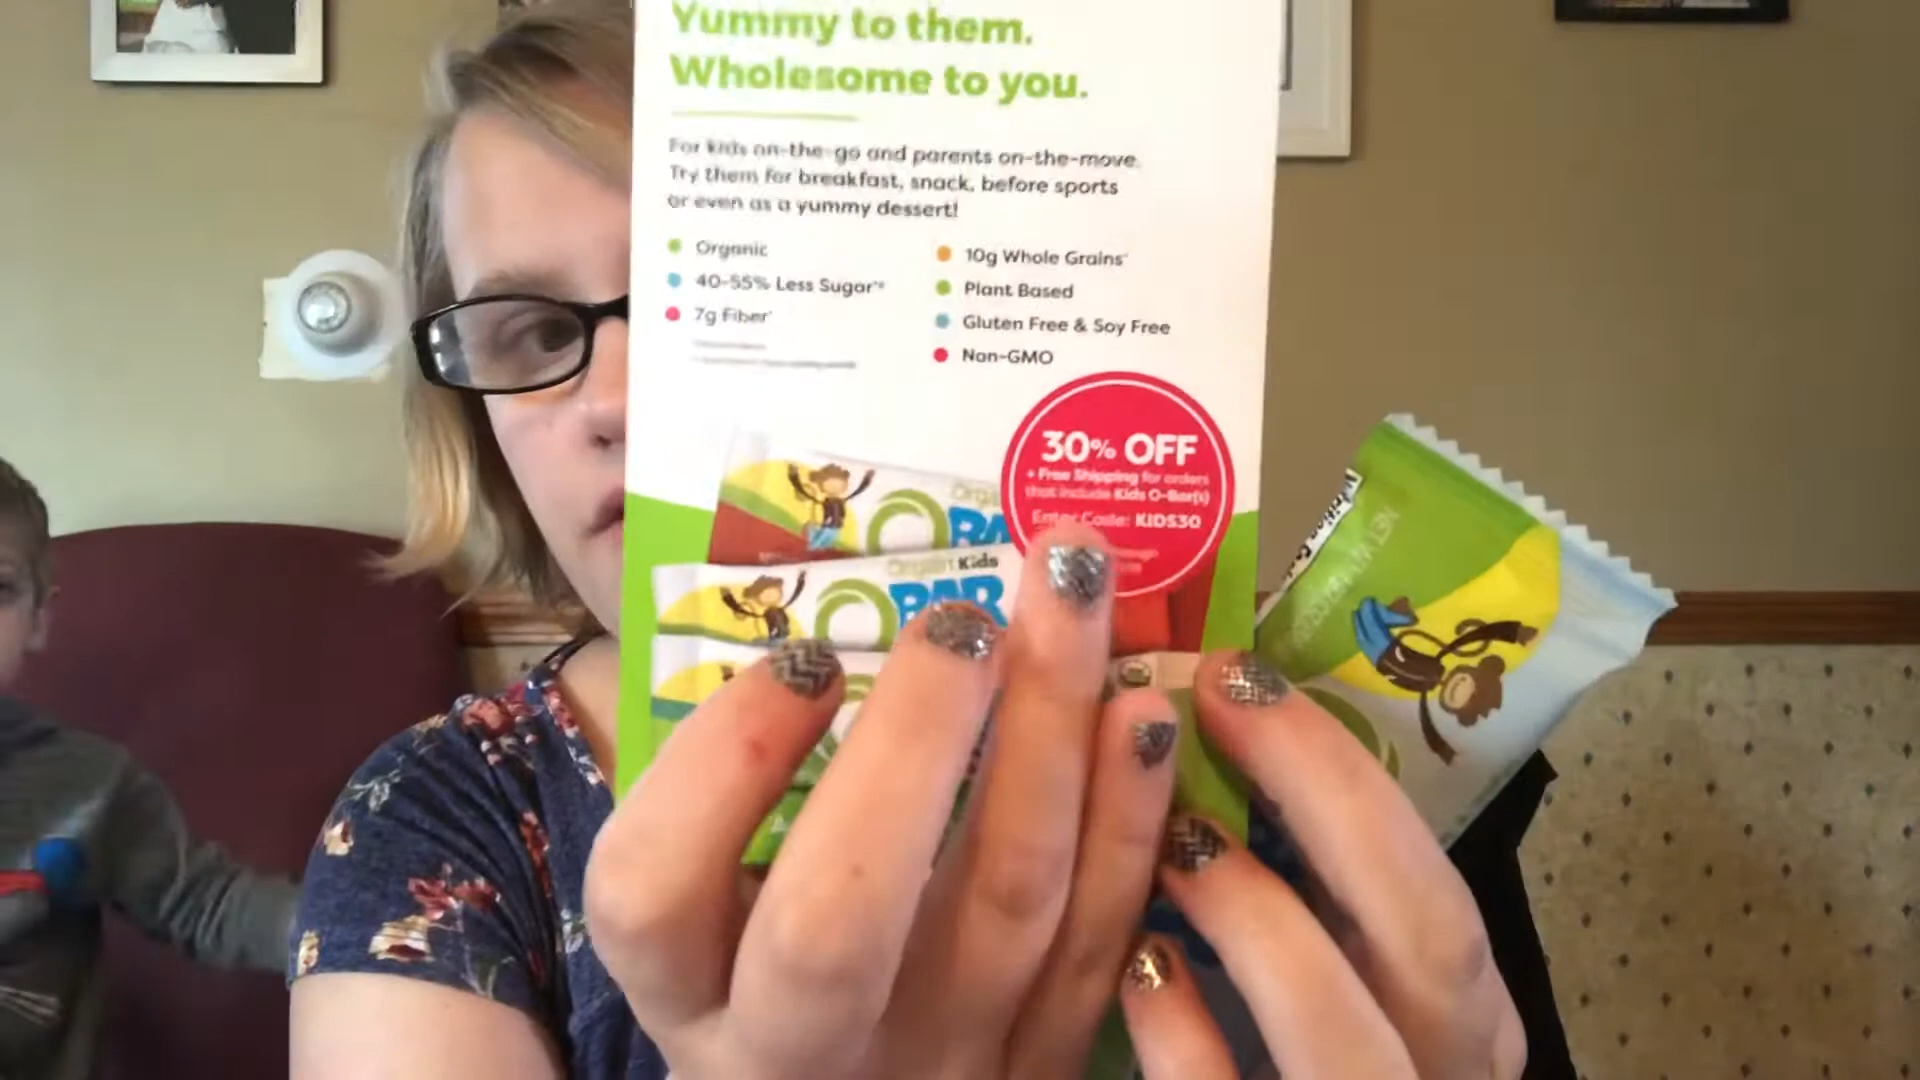 Yummy to them.
Wholesome to you.
For kids on-the-go and parents on-the-move.
Try them for breakfast, snack, before sports
or even as a yummy dessert!
Organic
40-55% Less Sugar**
7g Fiber*
10g Whole Grains*
Plant Based
Gluten Free & Soy Free
Non-GMO
30% OFF
+ Free Shipping for orders
that include Kids O-Bar(s)
Enter Code: KIDS30
Organic Kids
BAR
NET WT